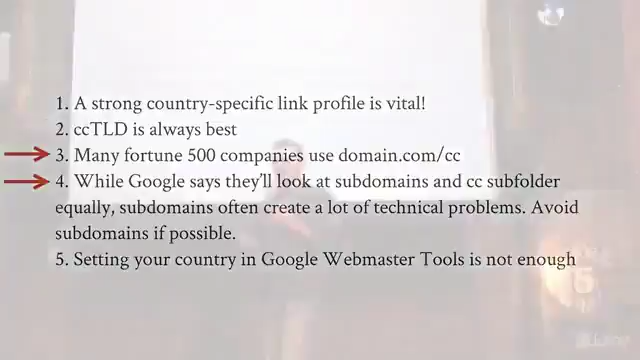 1. A strong country-specific link profile is vital!
2. ccTLD is always best
3. Many fortune 500 companies use domain.com/cc
4. While Google says they'll look at subdomains and cc subfolder
equally, subdomains often create a lot of technical problems. Avoid
subdomains if possible.
5. Setting your country in Google Webmaster Tools is not enough